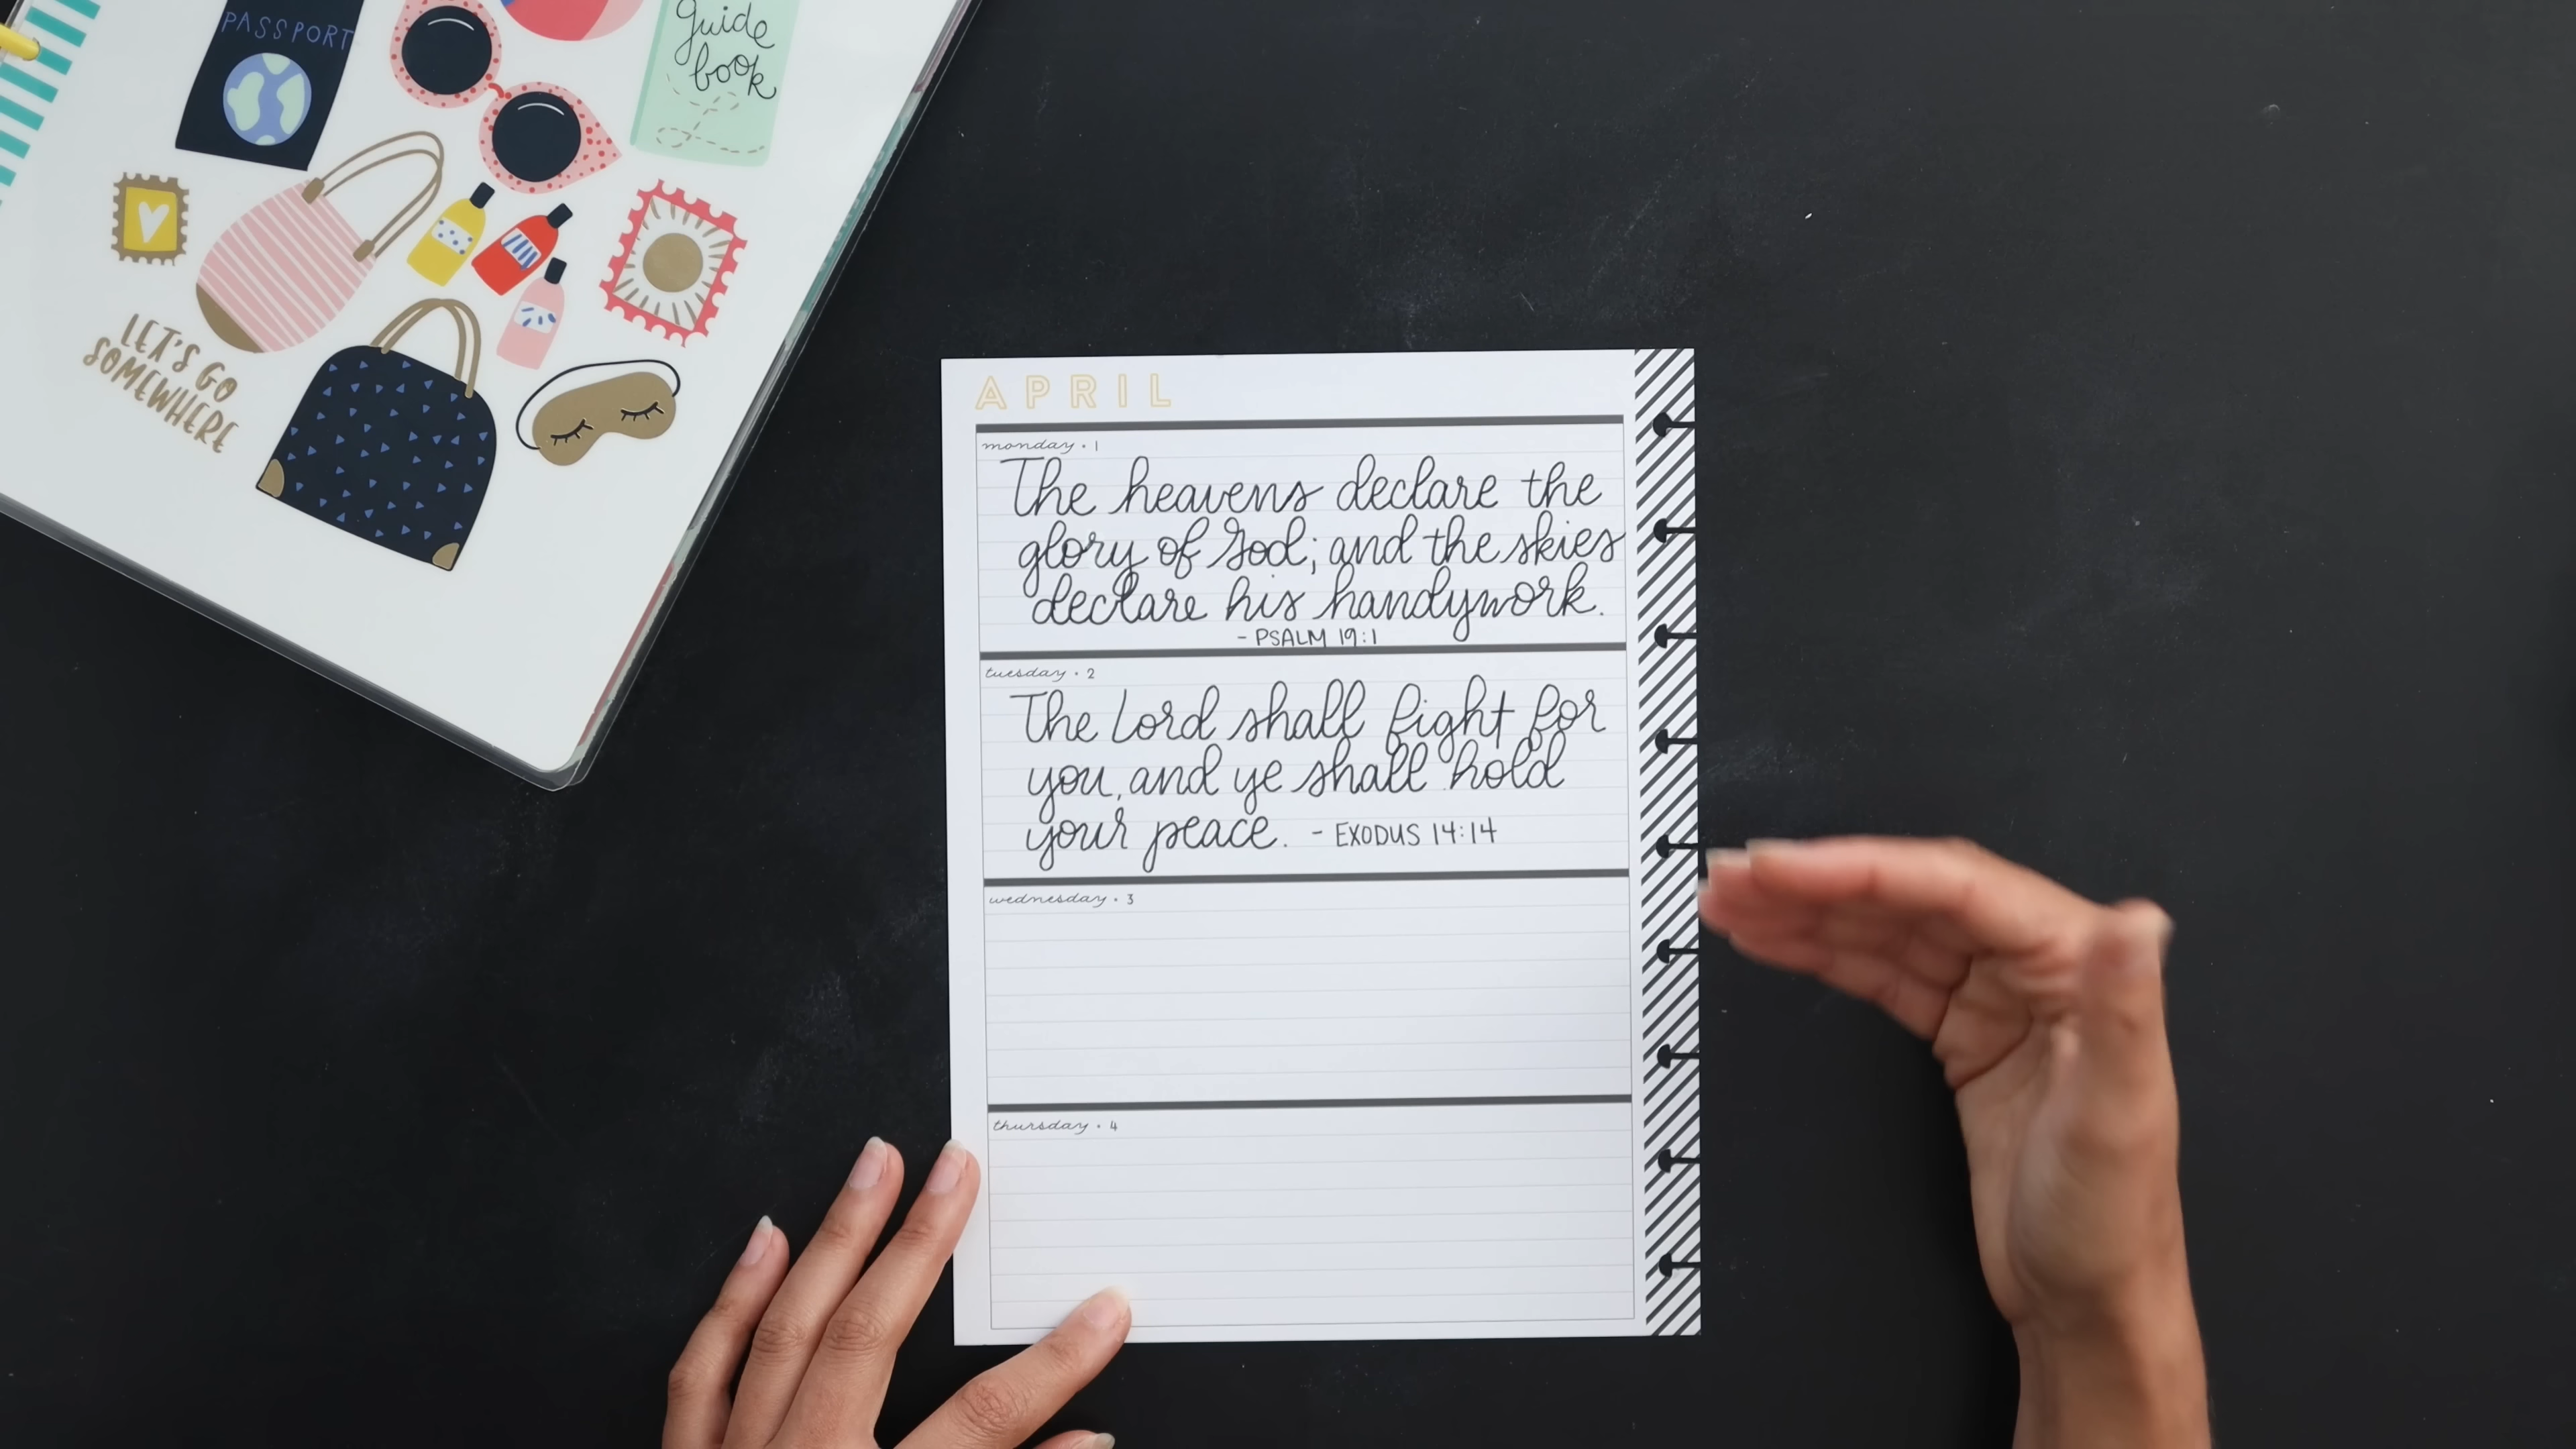 PASSPORT
guide
book
LET'S GO
SOMEWHERE
APRIL
monday • 1
The heavens declare the
glory of God; and the skies
declare his handywork.
- PSALM 19:1
tuesday • 2
The Lord shall fight for
you, and ye shall hold
your peace. - EXODUS 14:14
wednesday • 3
thursday • 4